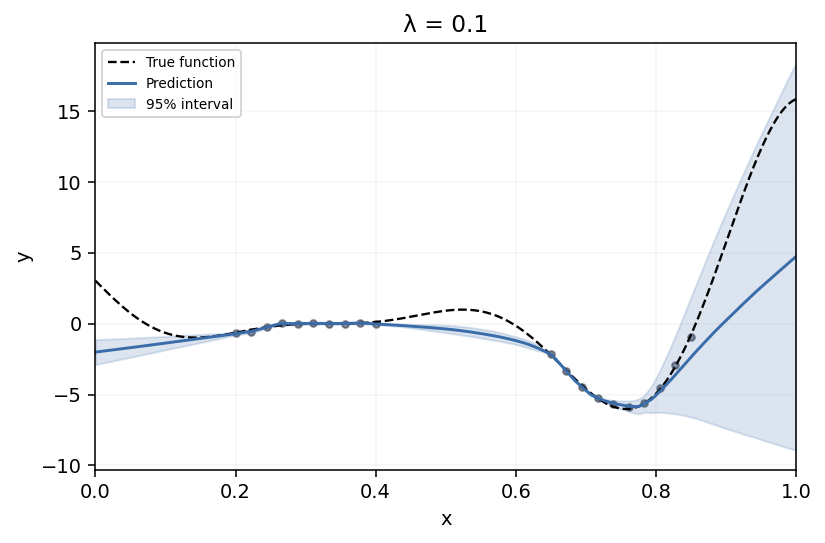 λ = 0.1
True function
Prediction
95% interval
y
15
10
5
0
−5
−10
0.0 0.2 0.4 0.6 0.8 1.0
x